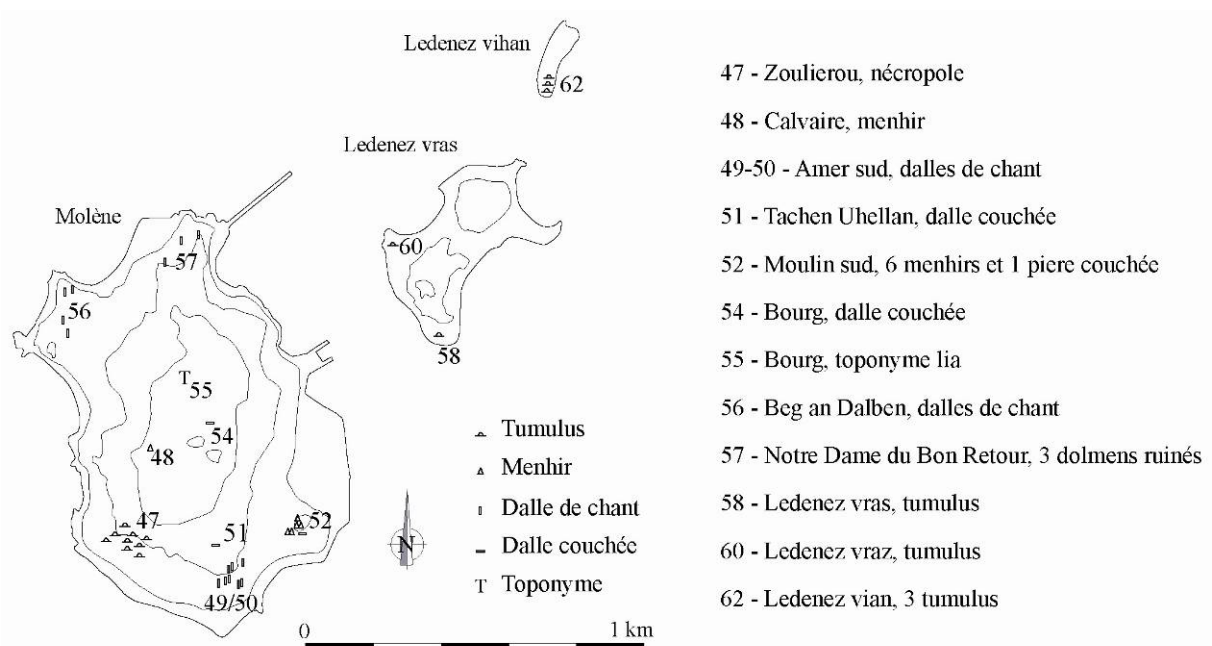 Ledenez vihan
62
Ledenez vras
Molène
60
57
56
58
T
55
54
48
47
51
52
49/50
N
Tumulus
Menhir
Dalle de chant
Dalle couchée
T Toponyme
0 1 km
47 - Zoulierou, nécropole
48 - Calvaire, menhir
49-50 - Amer sud, dalles de chant
51 - Tachen Uhellan, dalle couchée
52 - Moulin sud, 6 menhirs et 1 piere couchée
54 - Bourg, dalle couchée
55 - Bourg, toponyme lia
56 - Beg an Dalben, dalles de chant
57 - Notre Dame du Bon Retour, 3 dolmens ruinés
58 - Ledenez vras, tumulus
60 - Ledenez vraz, tumulus
62 - Ledenez vian, 3 tumulus